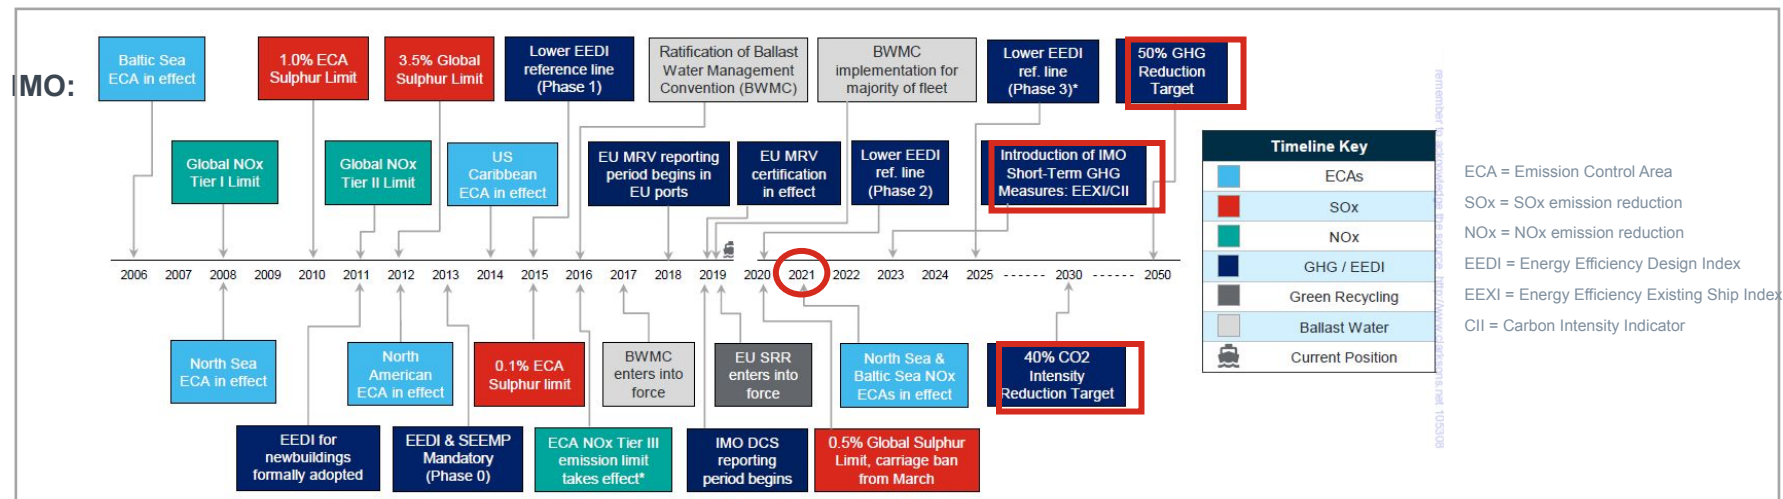 IMO:
Baltic Sea
ECA in effect
1.0% ECA
Sulphur Limit
3.5% Global
Sulphur Limit
Lower EEDI
reference line
(Phase 1)
Ratification of Ballast
Water Management
Convention (BWMC)
BWMC
implementation for
majority of fleet
Lower EEDI
ref. line
(Phase 3)*
50% GHG
Reduction
Target
Global NOx
Tier I Limit
Global NOx
Tier II Limit
US
Caribbean
ECA in effect
EU MRV reporting
period begins in
EU ports
EU MRV
certification
in effect
Lower EEDI
ref. line
(Phase 2)
Introduction of IMO
Short-Term GHG
Measures: EEXI/CII
2006 2007 2008 2009 2010 2011 2012 2013 2014 2015 2016 2017 2018 2019 2020 2021 2022 2023 2024 2025 ------ 2030 ------ 2050
North Sea
ECA in effect
North
American
ECA in effect
0.1% ECA
Sulphur limit
BWMC
enters into
force
EU SRR
enters into
force
North Sea &
Baltic Sea NOx
ECAs in effect
40% CO2
Intensity
Reduction Target
EEDI for
newbuildings
formally adopted
EEDI & SEEMP
Mandatory
(Phase 0)
ECA NOx Tier III
emission limit
takes effect*
IMO DCS
reporting
period begins
0.5% Global Sulphur
Limit, carriage ban
from March
Timeline Key
ECAs
SOx
NOx
GHG / EEDI
Green Recycling
Ballast Water
Current Position
remember to acknowledge the source: http://www.clarksons.net 105308
ECA = Emission Control Area
SOx = SOx emission reduction
NOx = NOx emission reduction
EEDI = Energy Efficiency Design Index
EEXI = Energy Efficiency Existing Ship Index
CII = Carbon Intensity Indicator